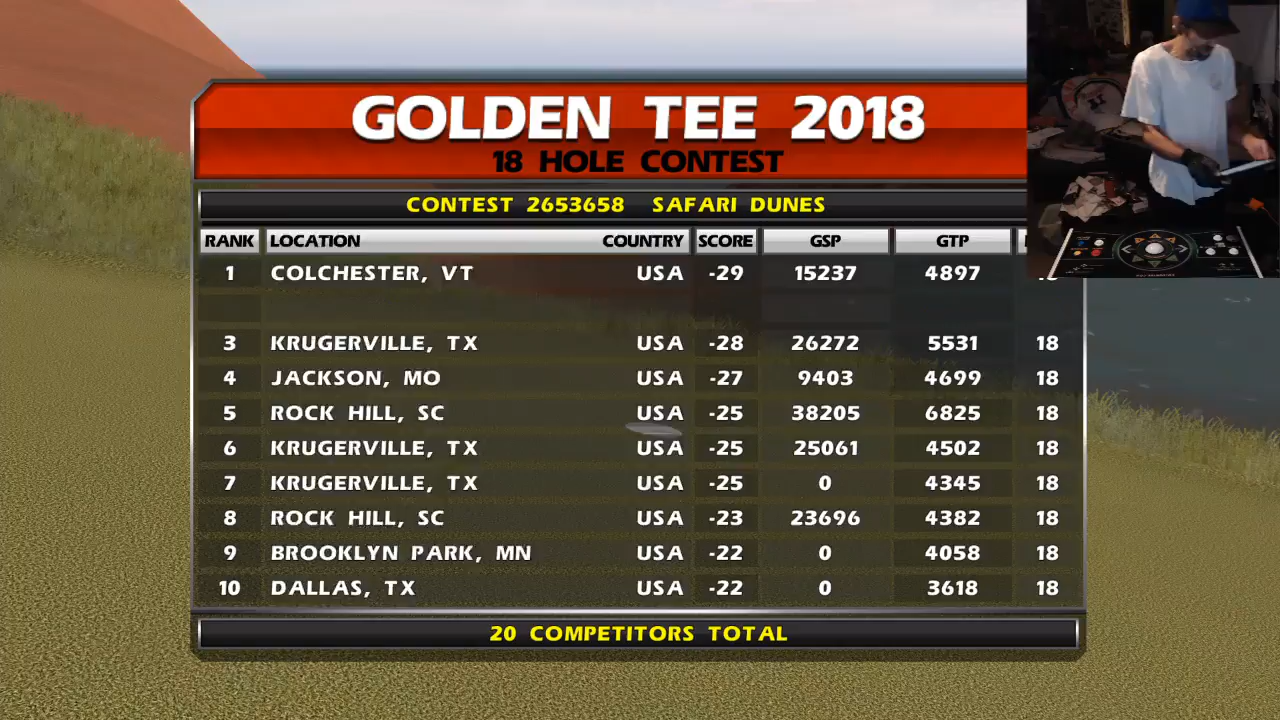 GOLDEN TEE 2018
18 HOLE CONTEST
CONTEST 2653658 SAFARI DUNES
RANK LOCATION COUNTRY SCORE GSP GTP
1 COLCHESTER, VT USA -29 15237 4897
3 KRUGERVILLE, TX USA -28 26272 5531 18
4 JACKSON, MO USA -27 9403 4699 18
5 ROCK HILL, SC USA -25 38205 6825 18
6 KRUGERVILLE, TX USA -25 25061 4502 18
7 KRUGERVILLE, TX USA -25 0 4345 18
8 ROCK HILL, SC USA -23 23696 4382 18
9 BROOKLYN PARK, MN USA -22 0 4058 18
10 DALLAS, TX USA -22 0 3618 18
20 COMPETITORS TOTAL